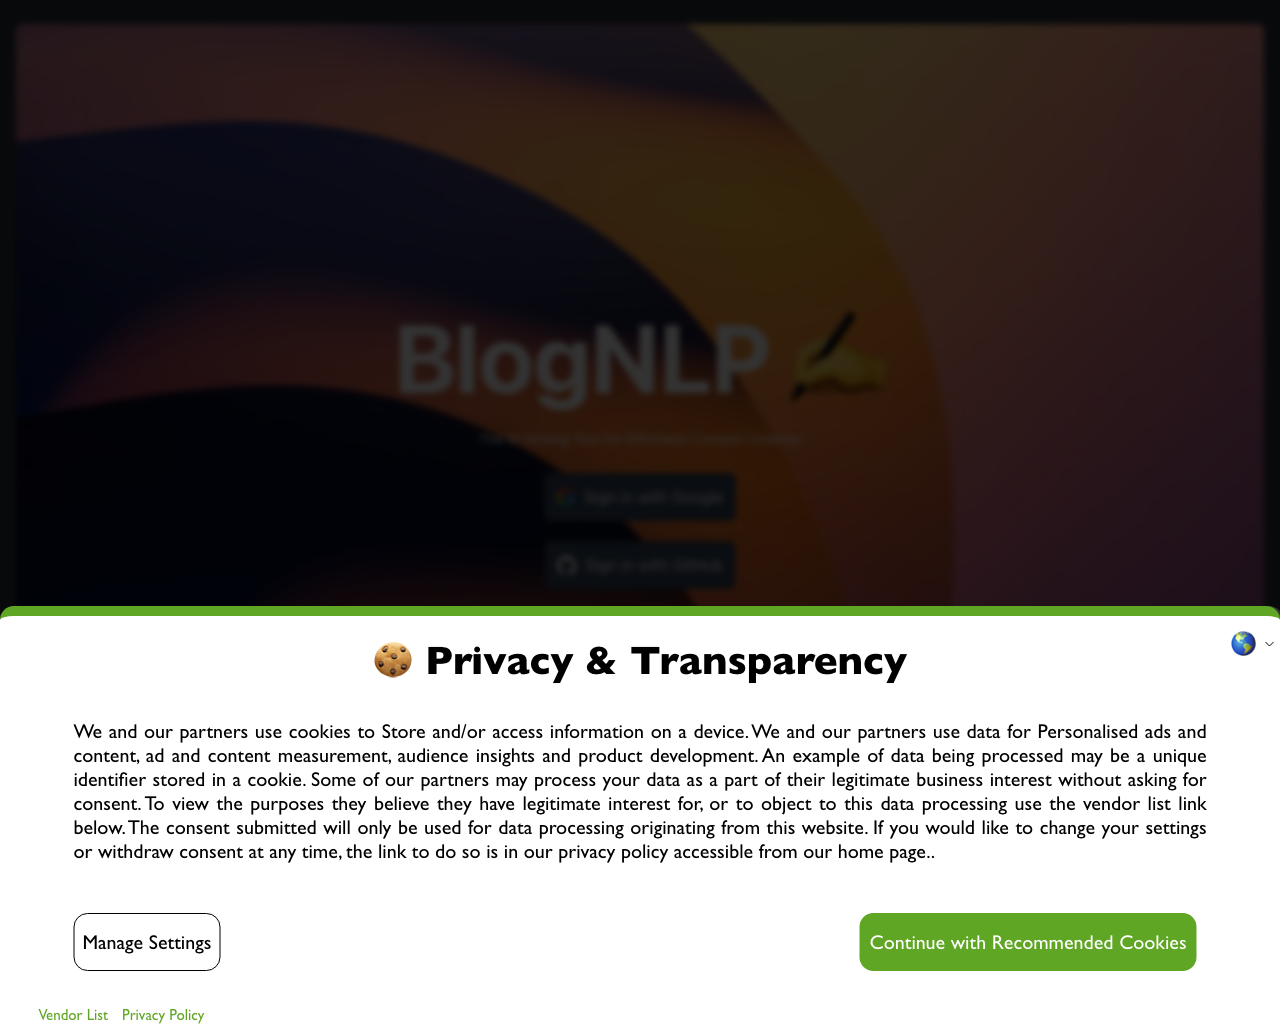 BlogNLP
Sign in with Google
Sign in with GitHub
Privacy & Transparency
We and our partners use cookies to Store and/or access information on a device. We and our partners use data for Personalised ads and
content, ad and content measurement, audience insights and product development. An example of data being processed may be a unique
identifier stored in a cookie. Some of our partners may process your data as a part of their legitimate business interest without asking for
consent. To view the purposes they believe they have legitimate interest for, or to object to this data processing use the vendor list link
below. The consent submitted will only be used for data processing originating from this website. If you would like to change your settings
or withdraw consent at any time, the link to do so is in our privacy policy accessible from our home page..
Manage Settings
Continue with Recommended Cookies
Vendor List
Privacy Policy